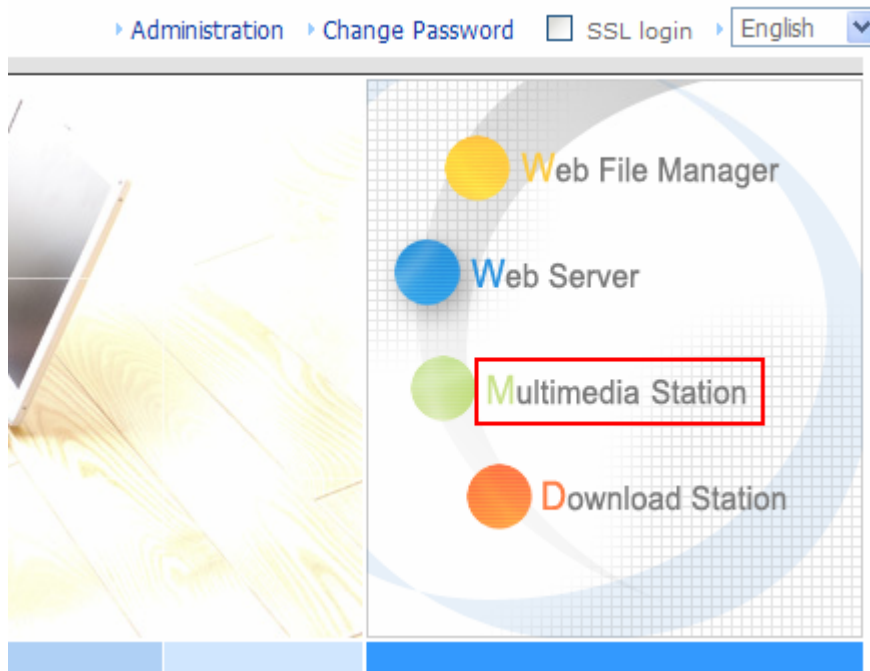 Administration Change Password SSL login English
Web File Manager
Web Server
Multimedia Station
Download Station